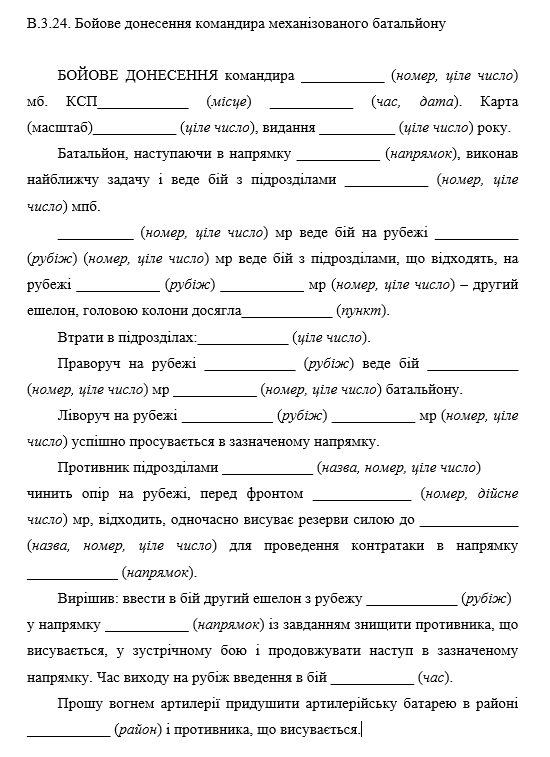 В.3.24. Бойове донесення командира механізованого батальйону
БОЙОВЕ ДОНЕСЕННЯ командира ___________ (номер, ціле число)
мб. КСП____________ (місце) ___________ (час, дата). Карта
(масштаб)___________ (ціле число), видання __________ (ціле число) року.
Батальйон, наступаючи в напрямку ___________ (напрямок), виконав
найближчу задачу і веде бій з підрозділами ___________ (номер, ціле
число) мпб.
__________ (номер, ціле число) мр веде бій на рубежі ___________
(рубіж) (номер, ціле число) мр веде бій з підрозділами, що відходять, на
рубежі ___________ (рубіж) ___________ мр (номер, ціле число) – другий
ешелон, головою колони досягла____________ (пункт).
Втрати в підрозділах:____________ (ціле число).
Праворуч на рубежі ____________ (рубіж) веде бій ____________
(номер, ціле число) мр ___________ (номер, ціле число) батальйону.
Ліворуч на рубежі ____________ (рубіж) ___________ мр (номер, ціле
число) успішно просувається в зазначеному напрямку.
Противник підрозділами ____________ (назва, номер, ціле число)
чинить опір на рубежі, перед фронтом _____________ (номер, дійсне
число) мр, відходить, одночасно висуває резерви силою до _____________
(назва, номер, ціле число) для проведення контратаки в напрямку
____________ (напрямок).
Вирішив: ввести в бій другий ешелон з рубежу ____________ (рубіж)
у напрямку ___________ (напрямок) із завданням знищити противника, що
висувається, у зустрічному бою і продовжувати наступ в зазначеному
напрямку. Час виходу на рубіж введення в бій ___________ (час).
Прошу вогнем артилерії придушити артилерійську батарею в районі
___________ (район) і противника, що висувається.